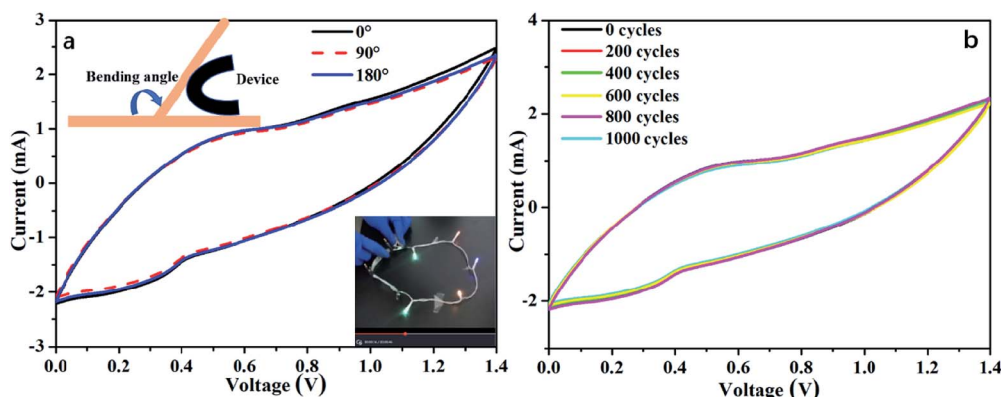 a
0°
90°
180°
Bending angle
Device
3
2
1
0
-1
-2
-3
Current (mA)
0.0 0.2 0.4 0.6 0.8 1.0 1.2 1.4
Voltage (V)
b
0 cycles
200 cycles
400 cycles
600 cycles
800 cycles
1000 cycles
4
2
0
-2
Current (mA)
0.0 0.2 0.4 0.6 0.8 1.0 1.2 1.4
Voltage (V)